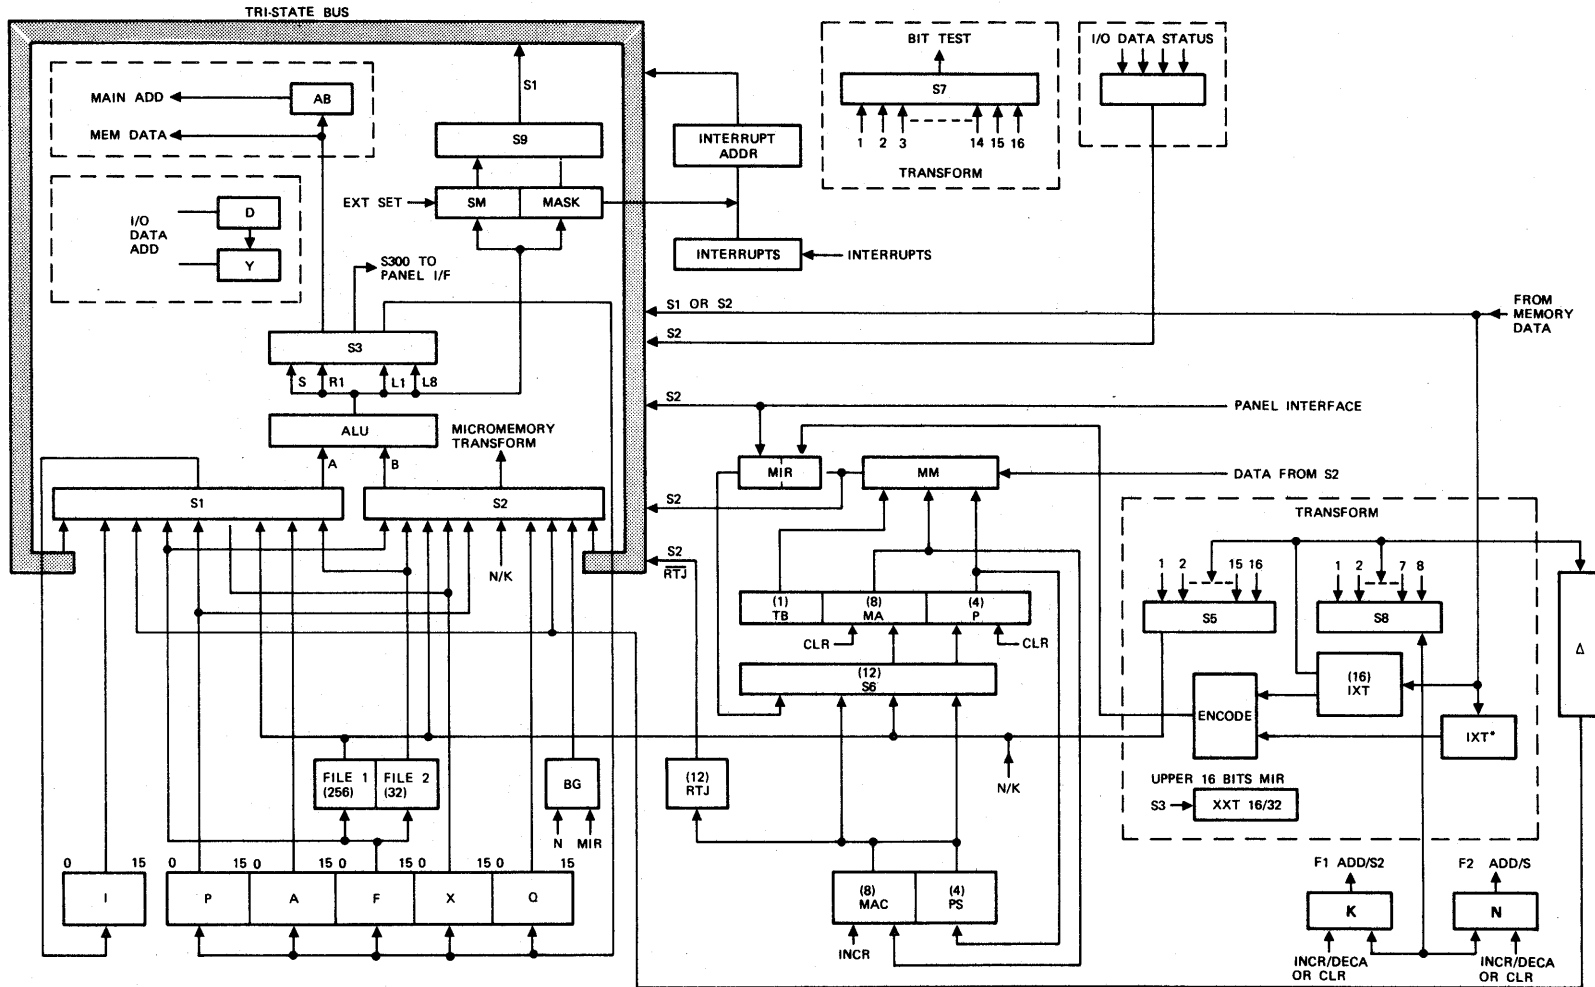 TRI-STATE BUS
MAIN ADD
AB
MEM DATA
I/O
DATA
ADD
D
Y
S1
S9
EXT SET
SM
MASK
S300 TO
PANEL I/F
S3
S
R1
L1
L8
ALU
MICROMEMORY
TRANSFORM
A
B
S1
S2
N/K
FILE 1
(256)
FILE 2
(32)
BG
N
MIR
0
15
0
15
0
15
0
15
0
15
0
15
I
P
A
F
X
Q
INTERRUPT
ADDR
INTERRUPTS
INTERRUPTS
BIT TEST
S7
1
2
3
14
15
16
TRANSFORM
I/O DATA STATUS
S1 OR S2
FROM
MEMORY
DATA
S2
S2
PANEL INTERFACE
MIR
MM
DATA FROM S2
S2
S2
RTJ
(1)
TB
(8)
MA
(4)
P
CLR
CLR
(12)
S6
(12)
RTJ
N/K
(8)
MAC
(4)
PS
INCR
TRANSFORM
1
2
15
16
S5
1
2
7
8
S8
(16)
IXT
ENCODE
IXT*
UPPER 16 BITS MIR
S3
XXT 16/32
Δ
F1 ADD/S2
K
INCR/DECA
OR CLR
F2 ADD/S
N
INCR/DECA
OR CLR